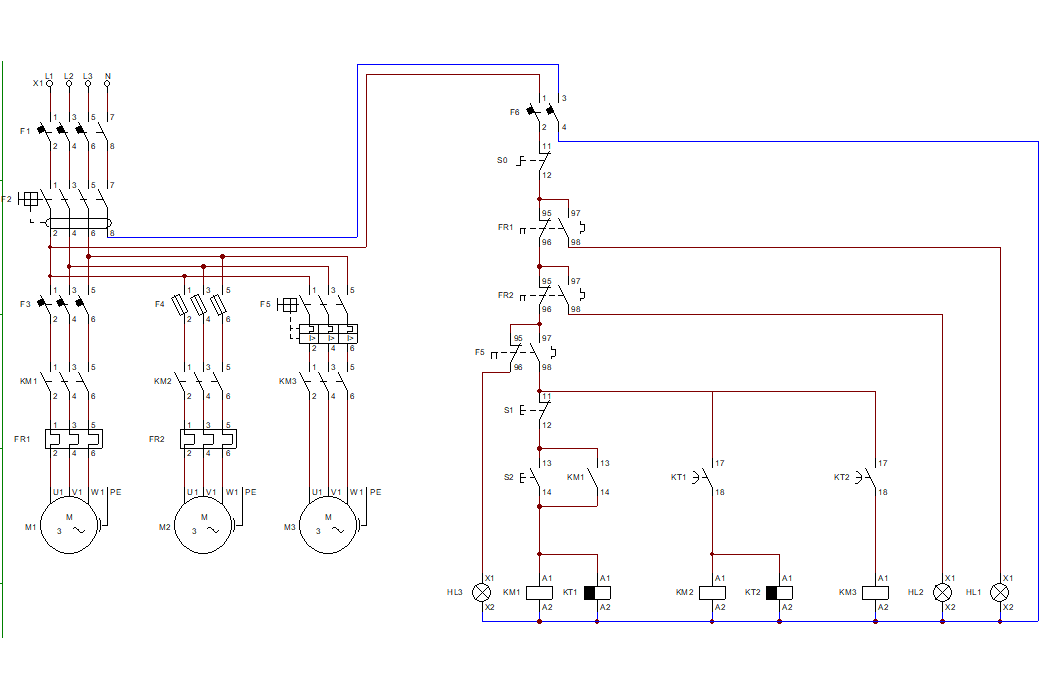 L1 L2 L3 N
X1
1 3 5 7
F1
2 4 6 8
1 3 5 7
F2
2 4 6 8
1 3 5
F3
2 4 6
1 3 5
F4
2 4 6
1 3 5
F5
I> I> I>
2 4 6
1 3 5
KM1
2 4 6
1 3 5
KM2
2 4 6
1 3 5
KM3
2 4 6
1 3 5
FR1
2 4 6
1 3 5
FR2
2 4 6
U1 V1 W1 PE
M1
M
3
U1 V1 W1 PE
M2
M
3
U1 V1 W1 PE
M3
M
3
1 3
F6
2 4
11
S0
12
95 97
FR1
96 98
95 97
FR2
96 98
95 97
F5
96 98
11
S1
12
13
S2
14
13
KM1
14
17
KT1
18
17
KT2
18
X1
HL3
X2
A1
KM1
A2
A1
KT1
A2
A1
KM2
A2
A1
KT2
A2
A1
KM3
A2
X1
HL2
X2
X1
HL1
X2